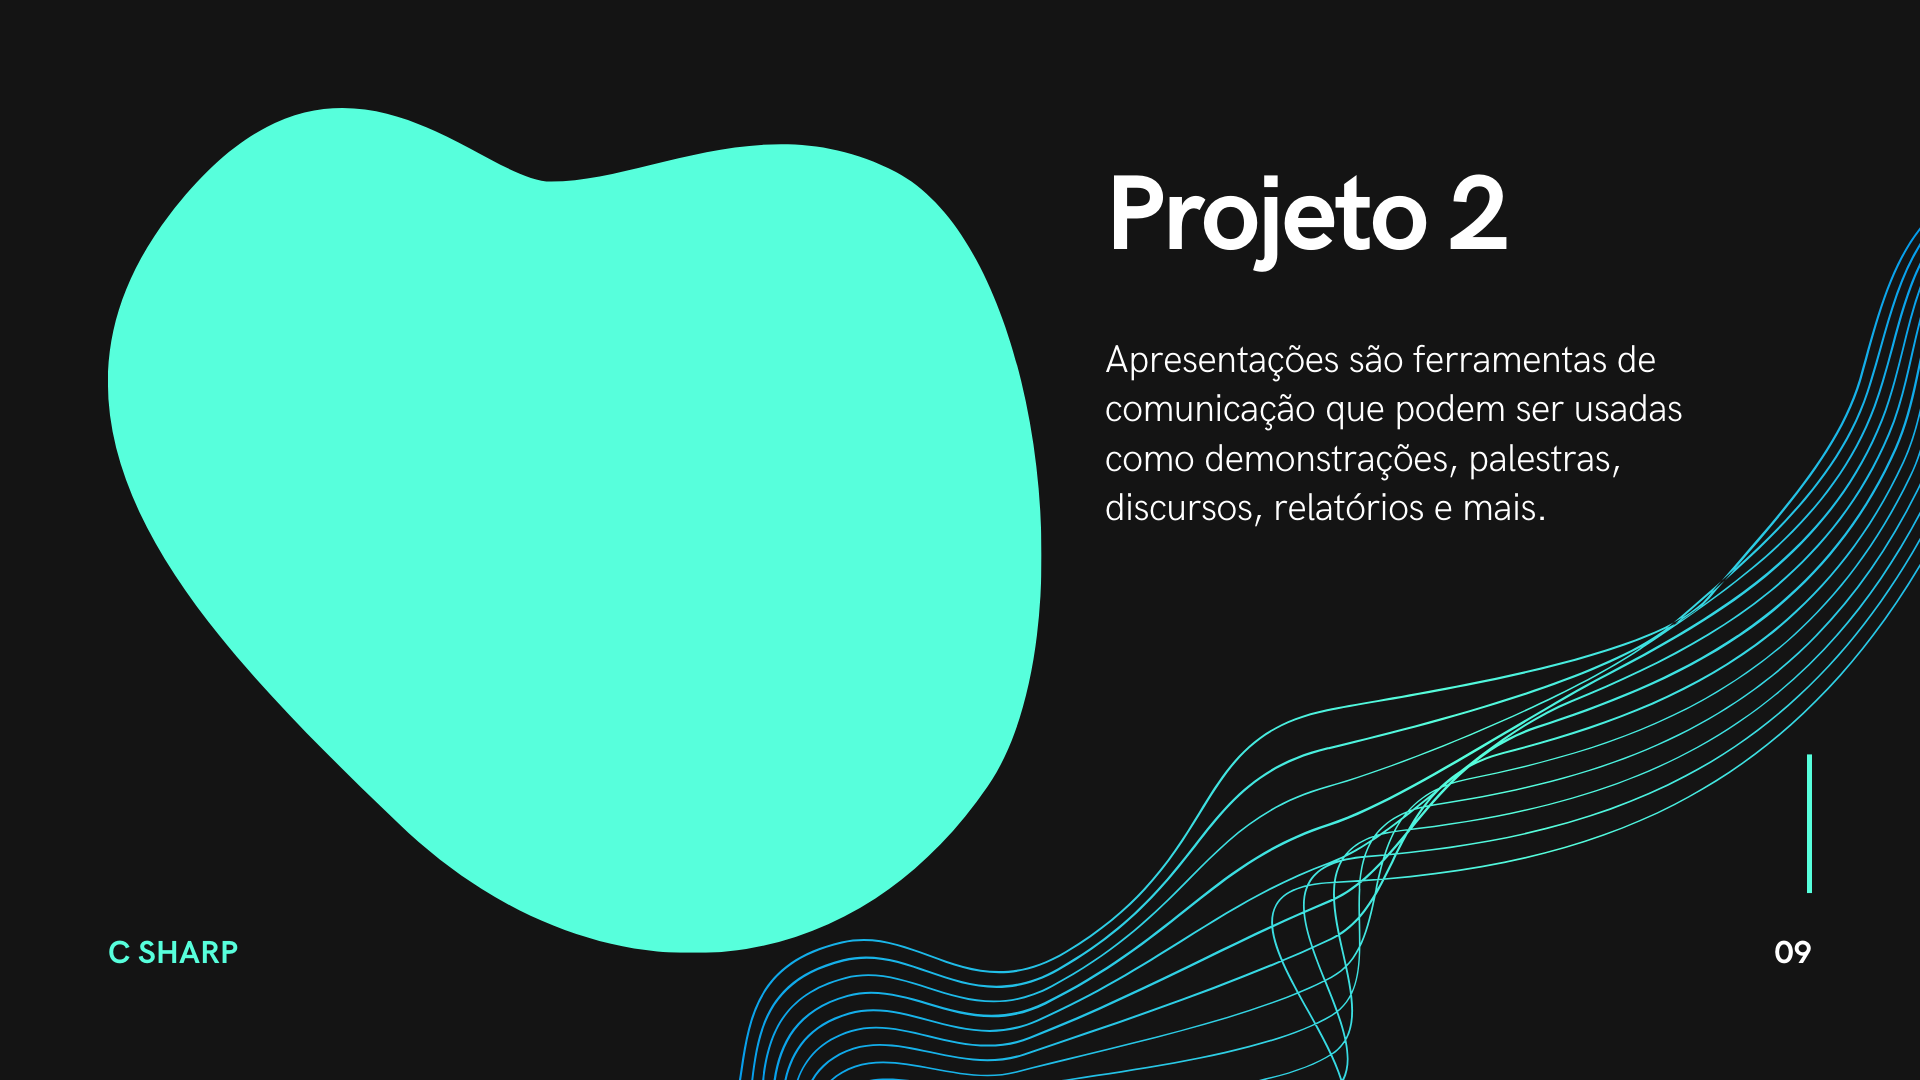 Projeto 2
Apresentações são ferramentas de
comunicação que podem ser usadas
como demonstrações, palestras,
discursos, relatórios e mais.
C SHARP
09